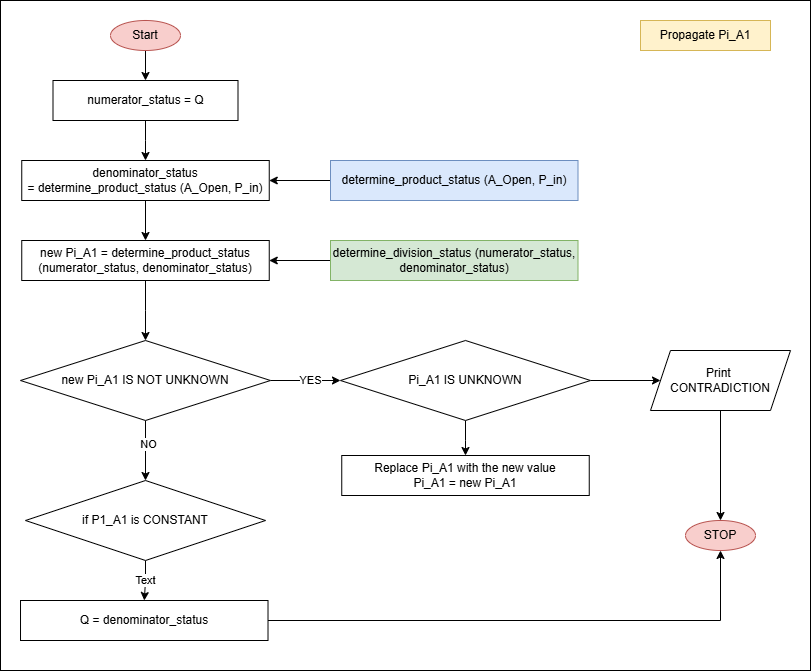 Start
Propagate Pi_A1
numerator_status = Q
denominator_status
= determine_product_status (A_Open, P_in)
determine_product_status (A_Open, P_in)
new Pi_A1 = determine_product_status
(numerator_status, denominator_status)
determine_division_status (numerator_status,
denominator_status)
new Pi_A1 IS NOT UNKNOWN
YES
Pi_A1 IS UNKNOWN
Print
CONTRADICTION
NO
Replace Pi_A1 with the new value
Pi_A1 = new Pi_A1
if P1_A1 is CONSTANT
STOP
Text
Q = denominator_status